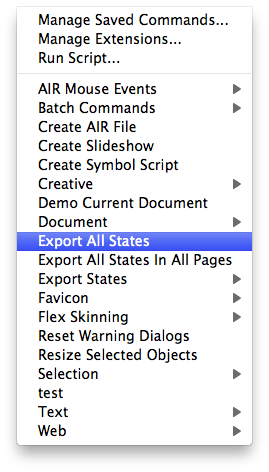 Manage Saved Commands...
Manage Extensions...
Run Script...
AIR Mouse Events
Batch Commands
Create AIR File
Create Slideshow
Create Symbol Script
Creative
Demo Current Document
Document
Export All States
Export All States In All Pages
Export States
Favicon
Flex Skinning
Reset Warning Dialogs
Resize Selected Objects
Selection
test
Text
Web